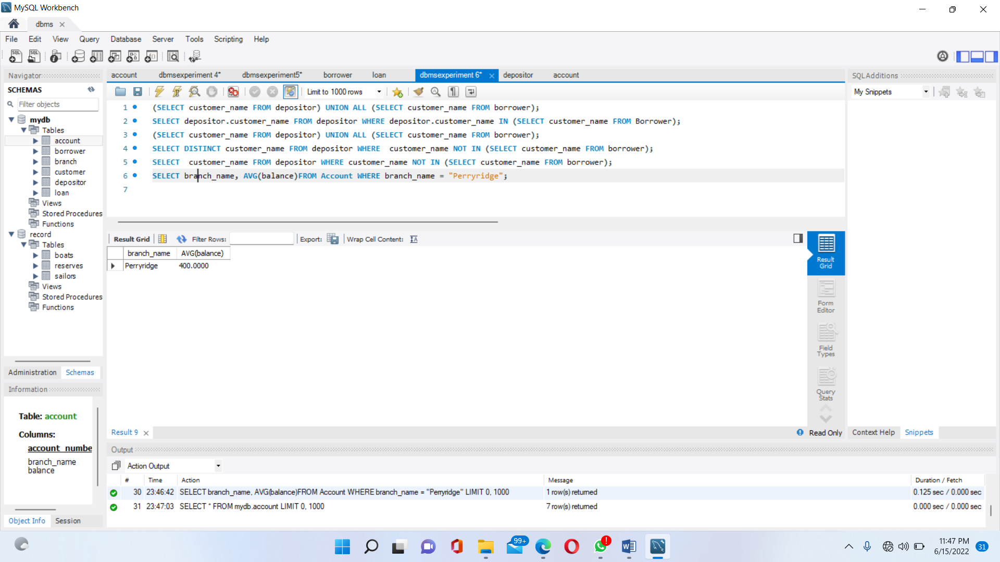 MySQL Workbench
dbms
File Edit View Query Database Server Tools Scripting Help
Navigator
SCHEMAS
Filter objects
mydb
Tables
account
borrower
branch
customer
depositor
loan
Views
Stored Procedures
Functions
record
Tables
boats
reserves
sailors
Views
Stored Procedures
Functions
Administration Schemas
Information
Table: account
Columns:
account_numbe
branch_name
balance
Object Info Session
account dbmsexperiment 4* dbmsexperiment5* borrower loan dbmsexperiment 6* depositor account
Limit to 1000 rows
1 (SELECT customer_name FROM depositor) UNION ALL (SELECT customer_name FROM borrower);
2 SELECT depositor.customer_name FROM depositor WHERE depositor.customer_name IN (SELECT customer_name FROM Borrower);
3 (SELECT customer_name FROM depositor) UNION ALL (SELECT customer_name FROM borrower);
4 SELECT DISTINCT customer_name FROM depositor WHERE  customer_name NOT IN (SELECT customer_name FROM borrower);
5 SELECT  customer_name FROM depositor WHERE customer_name NOT IN (SELECT customer_name FROM borrower);
6 SELECT branch_name, AVG(balance)FROM Account WHERE branch_name = "Perryridge";
7
Result Grid Filter Rows: Export: Wrap Cell Content:
branch_name AVG(balance)
Perryridge 400.0000
Result Grid
Form Editor
Field Types
Query Stats
Result 9
Read Only
SQLAdditions
My Snippets
Context Help Snippets
Output
Action Output
# Time Action Message Duration / Fetch
30 23:46:42 SELECT branch_name, AVG(balance)FROM Account WHERE branch_name = "Perryridge" LIMIT 0, 1000 1 row(s) returned 0.125 sec / 0.000 sec
31 23:47:03 SELECT * FROM mydb.account LIMIT 0, 1000 7 row(s) returned 0.000 sec / 0.000 sec
99+
11:47 PM
6/15/2022
31